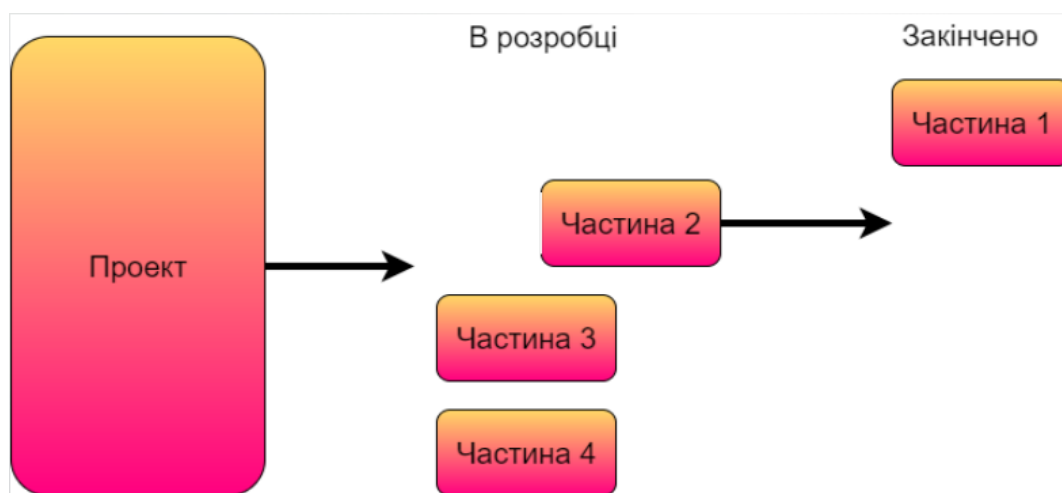 В розробці
Закінчено
Частина 1
Частина 2
Проект
Частина 3
Частина 4